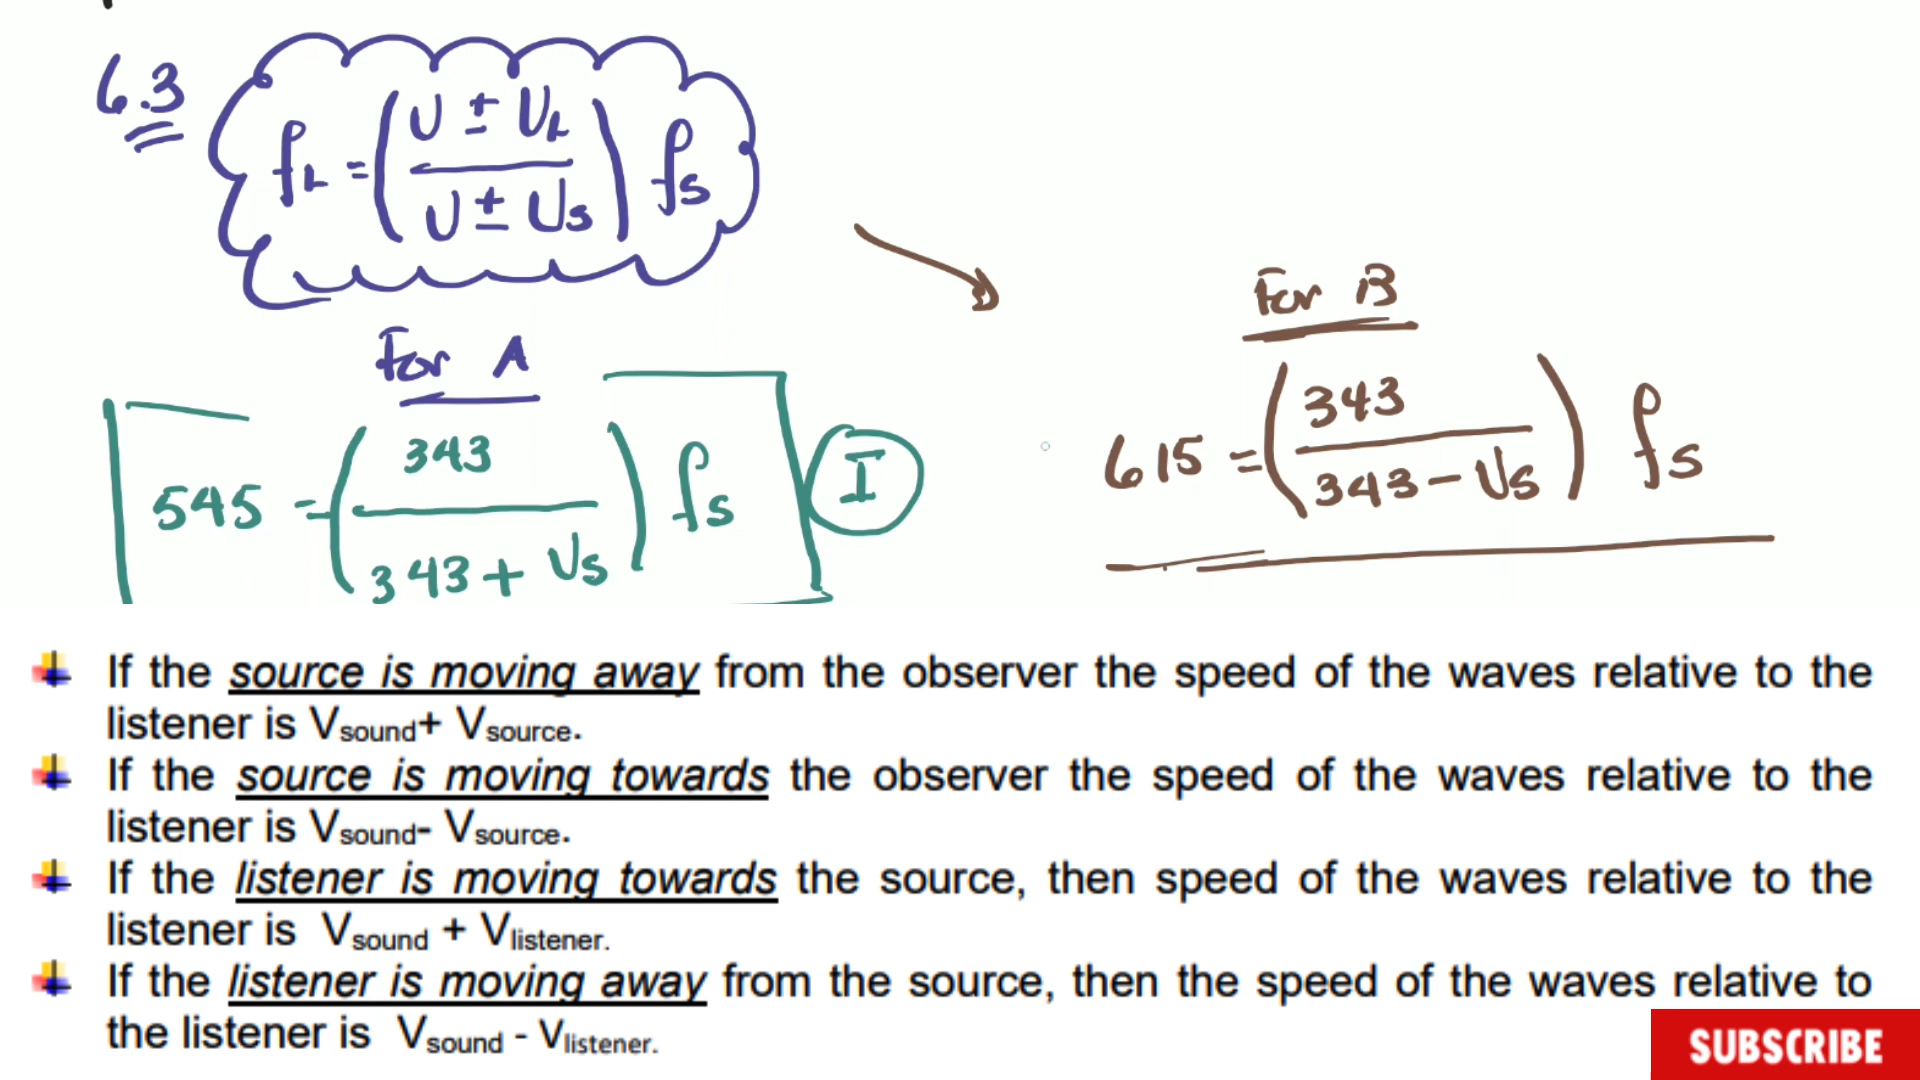 6.3
fL = (U ± UL / U ± Us) fs
For A
545 = (343 / 343 + Us) fs
I
For B
615 = (343 / 343 - Us) fs
If the source is moving away from the observer the speed of the waves relative to the
listener is Vsound+ Vsource.
If the source is moving towards the observer the speed of the waves relative to the
listener is Vsound- Vsource.
If the listener is moving towards the source, then speed of the waves relative to the
listener is Vsound + Vlistener.
If the listener is moving away from the source, then the speed of the waves relative to
the listener is Vsound - Vlistener.
SUBSCRIBE